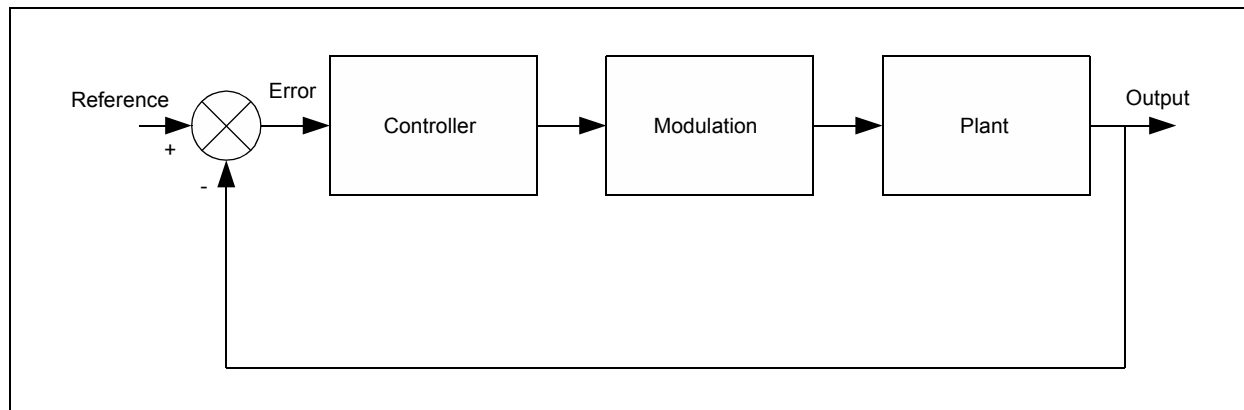 Reference
+
-
Error
Controller
Modulation
Plant
Output